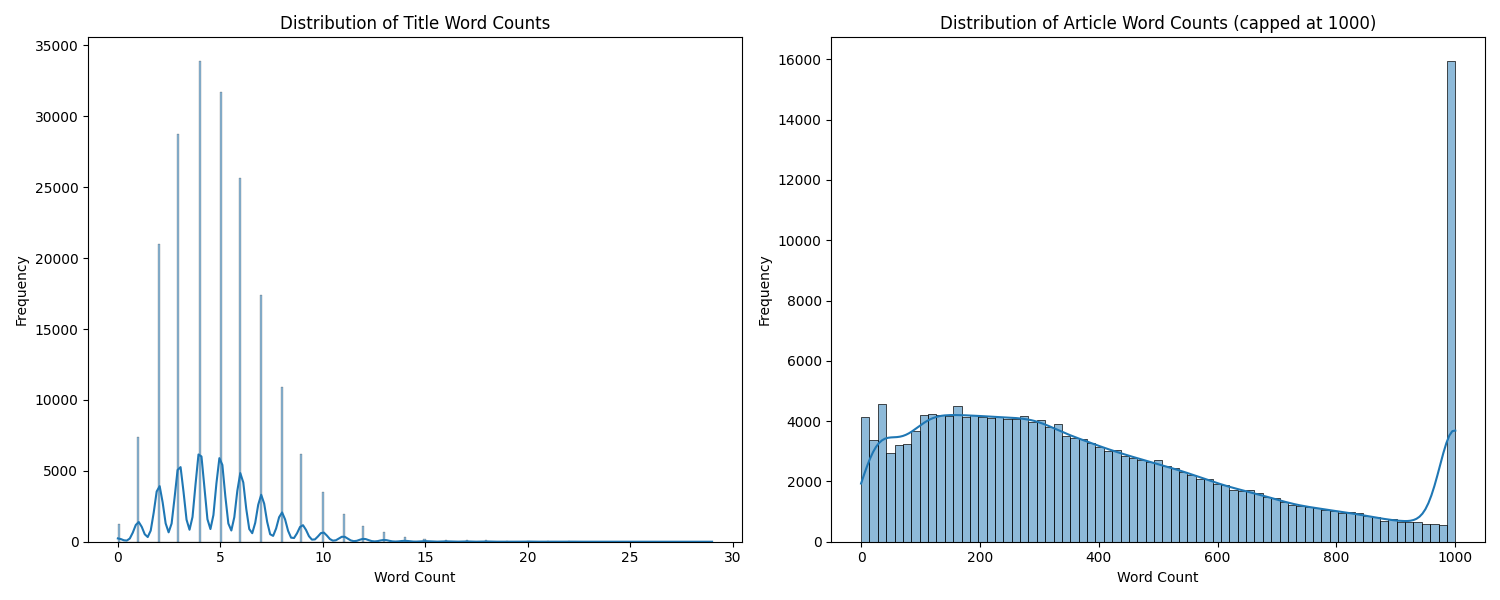 Distribution of Title Word Counts
35000
30000
25000
20000
15000
10000
5000
0
Frequency
0 5 10 15 20 25 30
Word Count
Distribution of Article Word Counts (capped at 1000)
16000
14000
12000
10000
8000
6000
4000
2000
0
Frequency
0 200 400 600 800 1000
Word Count